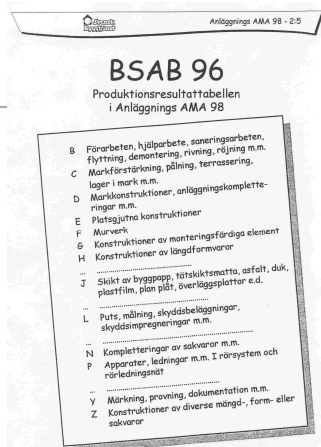 Svensk
Byggtjänst
Anläggnings AMA 98 - 2:5
BSAB 96
Produktionsresultattabellen
i Anläggnings AMA 98
B Förarbeten, hjälparbete, saneringsarbeten,
flyttning, demontering, rivning, röjning m.m.
C Markförstärkning, pålning, terrassering,
lager i mark m.m.
D Markkonstruktioner, anläggningskomplette-
ringar m.m.
E Platsgjutna konstruktioner
F Murverk
G Konstruktioner av monteringsfärdiga element
H Konstruktioner av längdformvaror
... ................................
J Skikt av byggpapp, tätskiktsmatta, asfalt, duk,
plastfilm, plan plåt, överläggsplattor e.d.
... ................................
L Puts, målning, skyddsbeläggningar,
skyddsimpregneringar m.m.
... ................................
N Kompletteringar av sakvaror m.m.
P Apparater, ledningar m.m. I rörsystem och
rörledningsnät
... ................................
Y Märkning, provning, dokumentation m.m.
Z Konstruktioner av diverse mängd-, form- eller
sakvaror